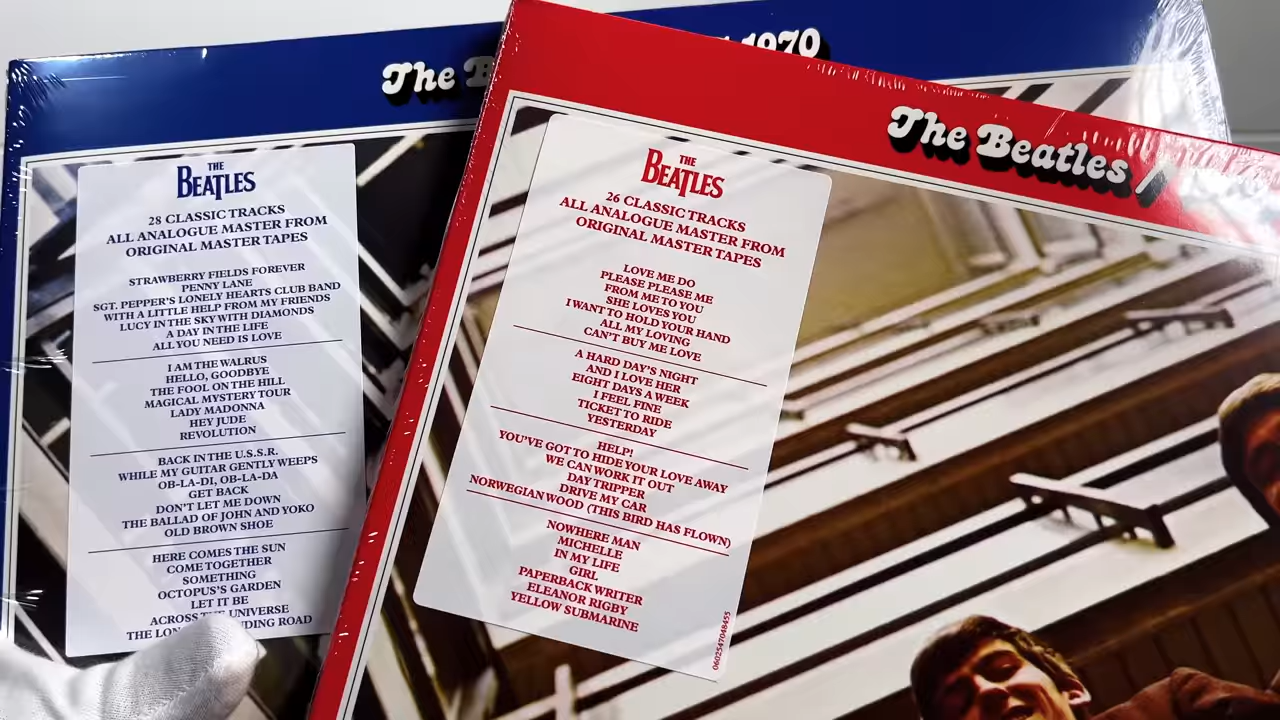 The B
1970
THE
BEATLES
28 CLASSIC TRACKS
ALL ANALOGUE MASTER FROM
ORIGINAL MASTER TAPES
STRAWBERRY FIELDS FOREVER
PENNY LANE
SGT. PEPPER'S LONELY HEARTS CLUB BAND
WITH A LITTLE HELP FROM MY FRIENDS
LUCY IN THE SKY WITH DIAMONDS
A DAY IN THE LIFE
ALL YOU NEED IS LOVE
I AM THE WALRUS
HELLO, GOODBYE
THE FOOL ON THE HILL
MAGICAL MYSTERY TOUR
LADY MADONNA
HEY JUDE
REVOLUTION
BACK IN THE U.S.S.R.
WHILE MY GUITAR GENTLY WEEPS
OB-LA-DI, OB-LA-DA
GET BACK
DON'T LET ME DOWN
THE BALLAD OF JOHN AND YOKO
OLD BROWN SHOE
HERE COMES THE SUN
COME TOGETHER
SOMETHING
OCTOPUS'S GARDEN
LET IT BE
ACROSS THE UNIVERSE
THE LON NDING ROAD
The Beatles /
THE
BEATLES
26 CLASSIC TRACKS
ALL ANALOGUE MASTER FROM
ORIGINAL MASTER TAPES
LOVE ME DO
PLEASE PLEASE ME
FROM ME TO YOU
SHE LOVES YOU
I WANT TO HOLD YOUR HAND
ALL MY LOVING
CAN'T BUY ME LOVE
A HARD DAY'S NIGHT
AND I LOVE HER
EIGHT DAYS A WEEK
I FEEL FINE
TICKET TO RIDE
YESTERDAY
HELP!
YOU'VE GOT TO HIDE YOUR LOVE AWAY
WE CAN WORK IT OUT
DAY TRIPPER
DRIVE MY CAR
NORWEGIAN WOOD (THIS BIRD HAS FLOWN)
NOWHERE MAN
MICHELLE
IN MY LIFE
GIRL
PAPERBACK WRITER
ELEANOR RIGBY
YELLOW SUBMARINE
0602547048455